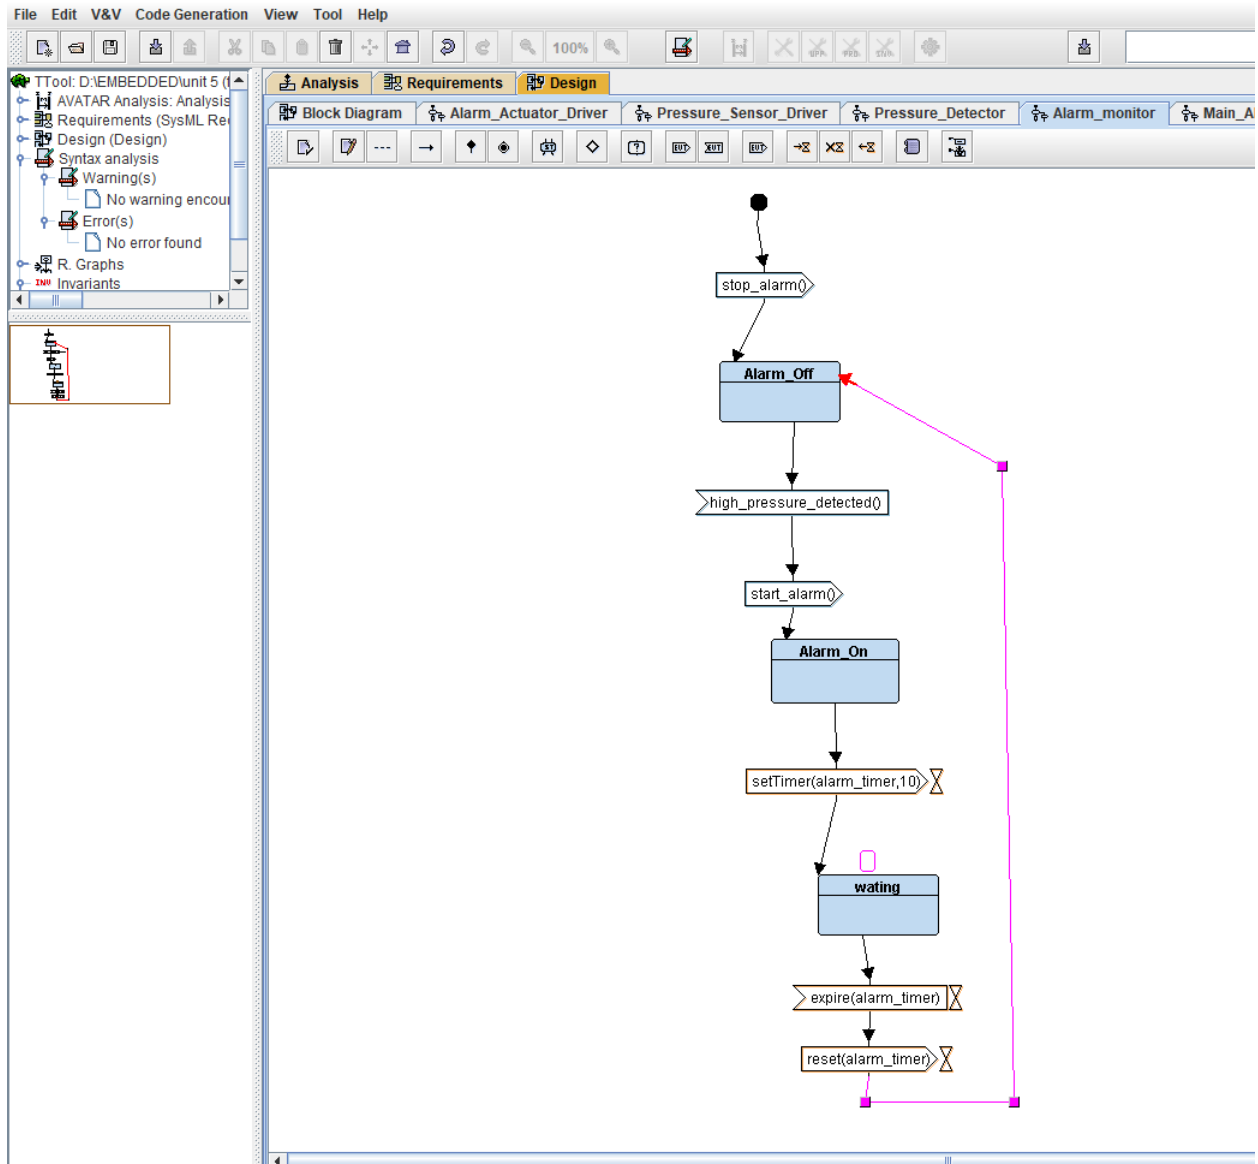 File Edit V&V Code Generation View Tool Help
100%
TTool: D:\EMBEDDED\unit 5 (
AVATAR Analysis: Analysis
Requirements (SysML Re
Design (Design)
Syntax analysis
Warning(s)
No warning encou
Error(s)
No error found
R. Graphs
INV Invariants
Analysis Requirements Design
Block Diagram Alarm_Actuator_Driver Pressure_Sensor_Driver Pressure_Detector Alarm_monitor Main_A
stop_alarm()
Alarm_Off
high_pressure_detected()
start_alarm()
Alarm_On
setTimer(alarm_timer,10)
wating
expire(alarm_timer)
reset(alarm_timer)